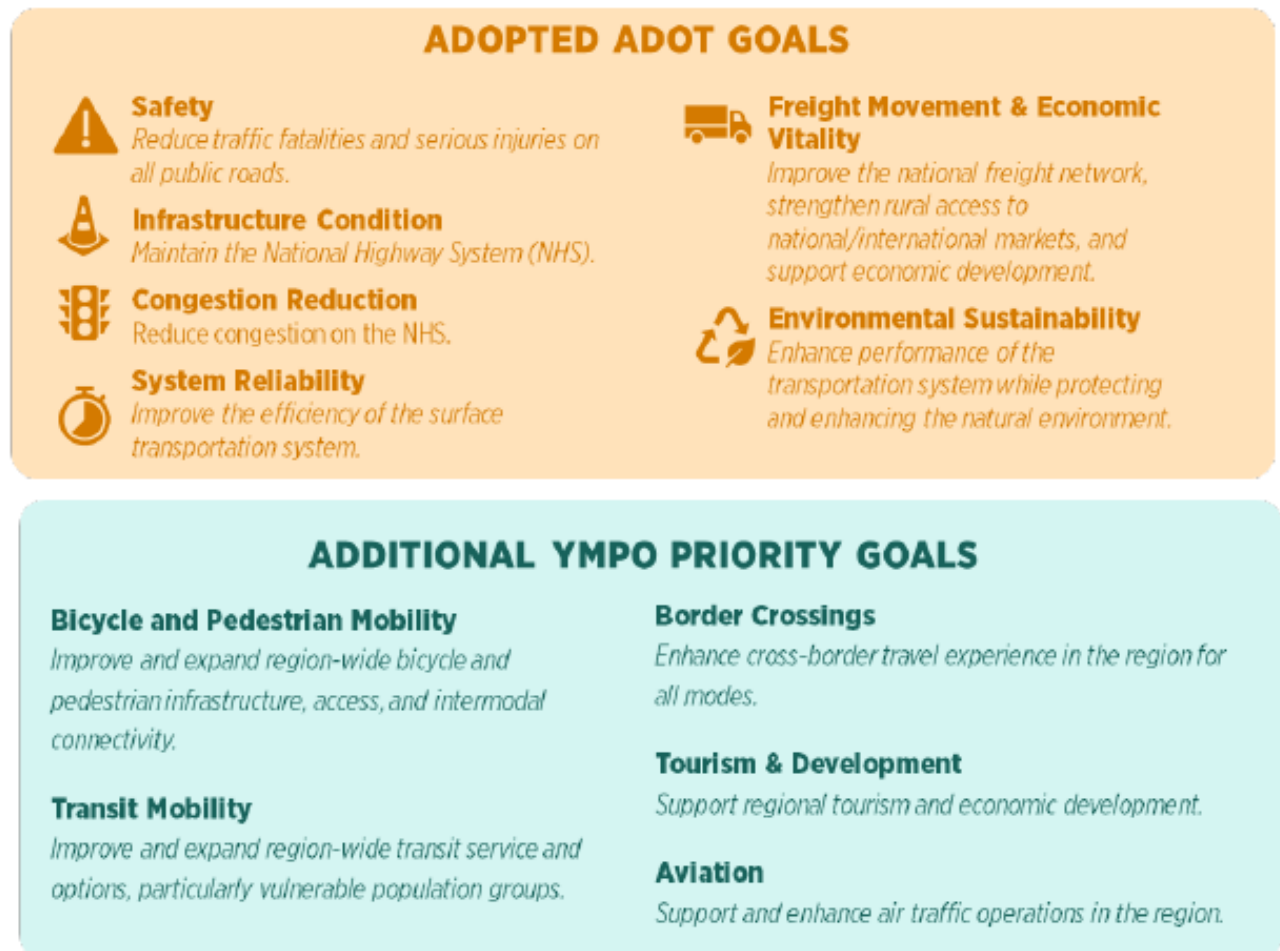 ADOPTED ADOT GOALS
Safety
Reduce traffic fatalities and serious injuries on
all public roads.
Infrastructure Condition
Maintain the National Highway System (NHS).
Congestion Reduction
Reduce congestion on the NHS.
System Reliability
Improve the efficiency of the surface
transportation system.
Freight Movement & Economic
Vitality
Improve the national freight network,
strengthen rural access to
national/international markets, and
support economic development.
Environmental Sustainability
Enhance performance of the
transportation system while protecting
and enhancing the natural environment.
ADDITIONAL YMPO PRIORITY GOALS
Bicycle and Pedestrian Mobility
Improve and expand region-wide bicycle and
pedestrian infrastructure, access, and intermodal
connectivity.
Transit Mobility
Improve and expand region-wide transit service and
options, particularly vulnerable population groups.
Border Crossings
Enhance cross-border travel experience in the region for
all modes.
Tourism & Development
Support regional tourism and economic development.
Aviation
Support and enhance air traffic operations in the region.